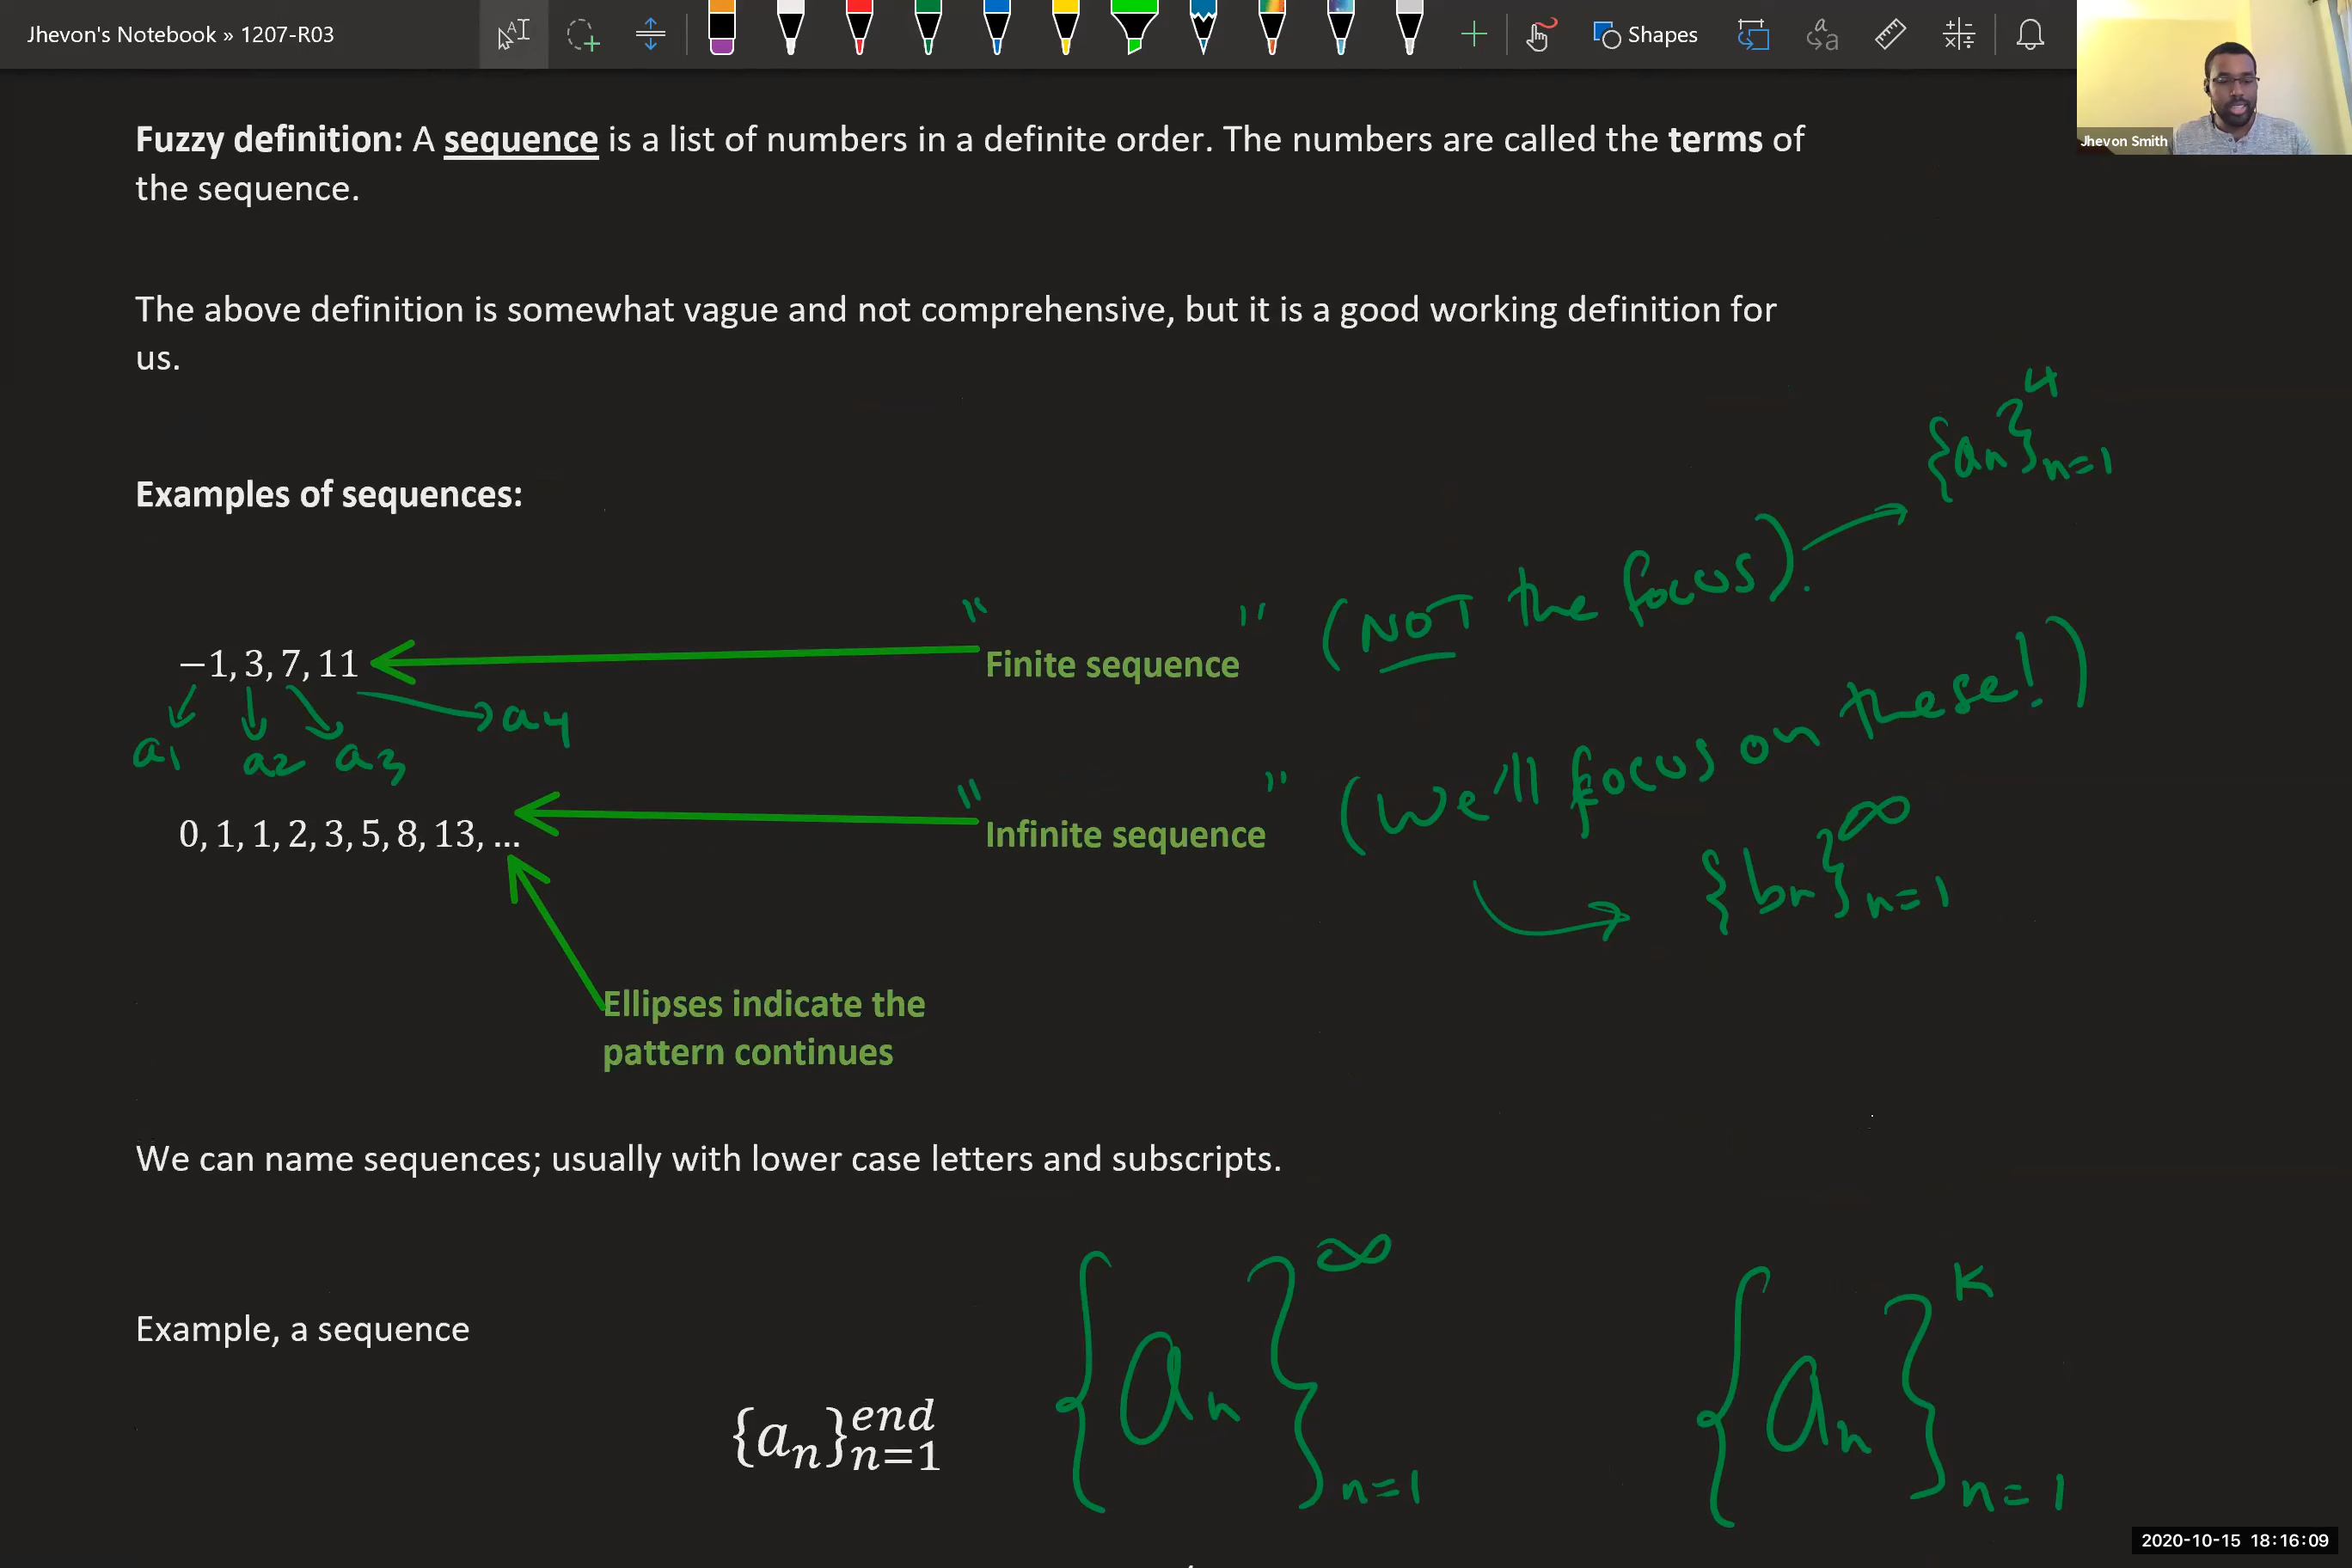 Jhevon's Notebook » 1207-R03
Shapes
Jhevon Smith
Fuzzy definition: A sequence is a list of numbers in a definite order. The numbers are called the terms of
the sequence.
The above definition is somewhat vague and not comprehensive, but it is a good working definition for
us.
{an}⁴n=1
Examples of sequences:
−1, 3, 7, 11
" Finite sequence " (NOT the focus).
a1 a2 a3 a4
0, 1, 1, 2, 3, 5, 8, 13, ...
" Infinite sequence " (We'll focus on these!)
{bn}∞n=1
Ellipses indicate the
pattern continues
We can name sequences; usually with lower case letters and subscripts.
Example, a sequence
{aₙ}ᵉⁿᵈn=1 {an}∞n=1 {an}ᵏn=1
2020-10-15 18:16:09